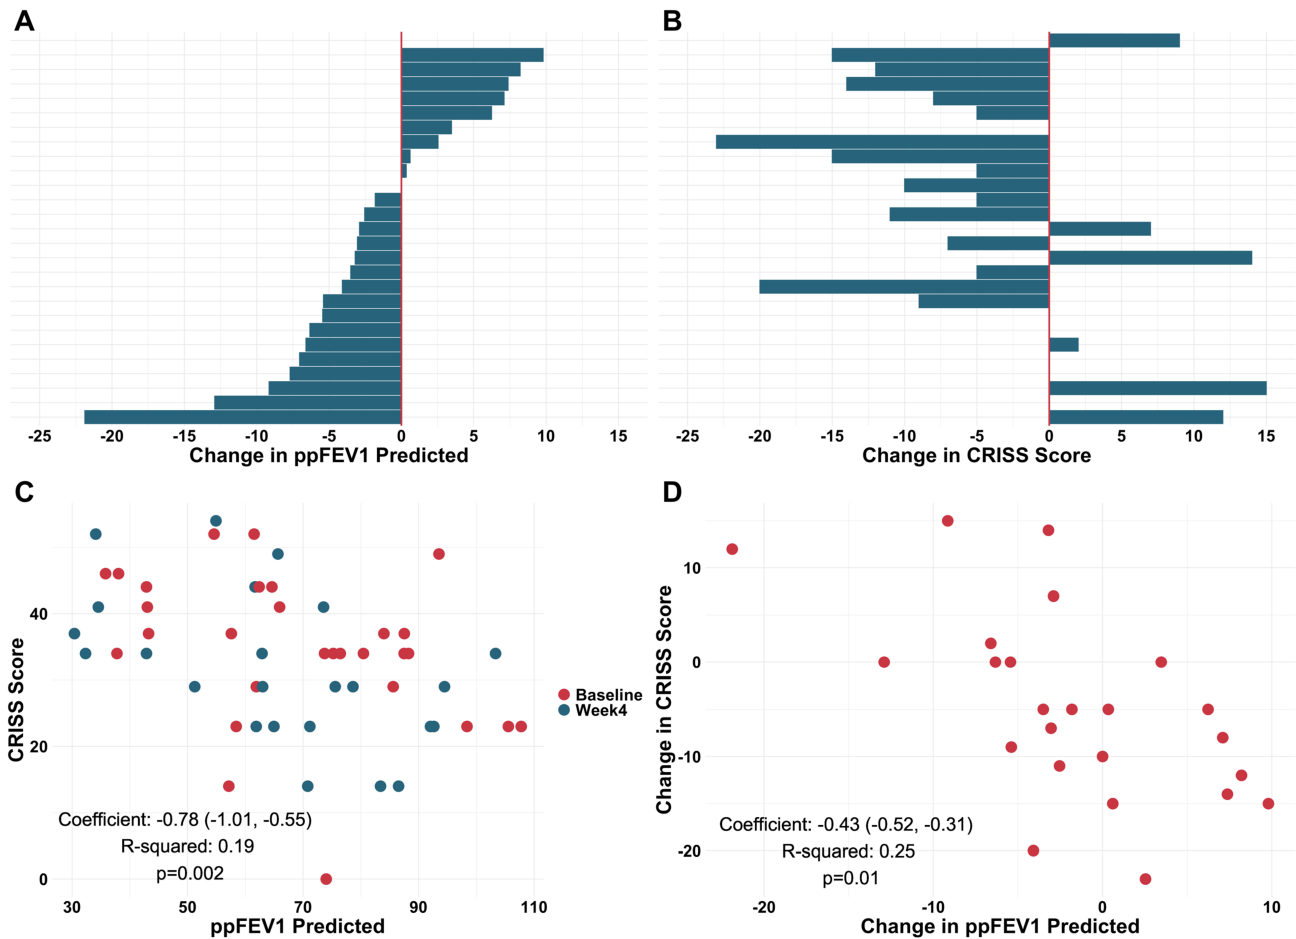 A
-25 -20 -15 -10 -5 0 5 10 15
Change in ppFEV1 Predicted
B
-25 -20 -15 -10 -5 0 5 10 15
Change in CRISS Score
C
CRISS Score
40
20
0
Coefficient: -0.78 (-1.01, -0.55)
R-squared: 0.19
p=0.002
30 50 70 90 110
ppFEV1 Predicted
Baseline
Week4
D
Change in CRISS Score
10
0
-10
-20
Coefficient: -0.43 (-0.52, -0.31)
R-squared: 0.25
p=0.01
-20 -10 0 10
Change in ppFEV1 Predicted